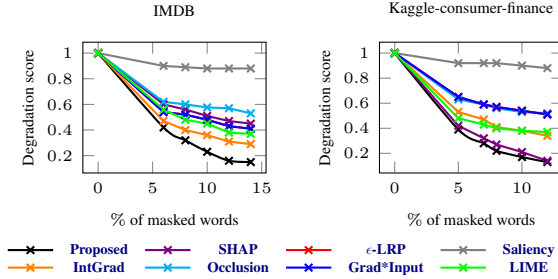 IMDB
Kaggle-consumer-finance
Degradation score
1
0.8
0.6
0.4
0.2
0
5
10
15
% of masked words
Degradation score
1
0.8
0.6
0.4
0.2
0
5
10
% of masked words
Proposed
SHAP
ϵ-LRP
Saliency
IntGrad
Occlusion
Grad*Input
LIME